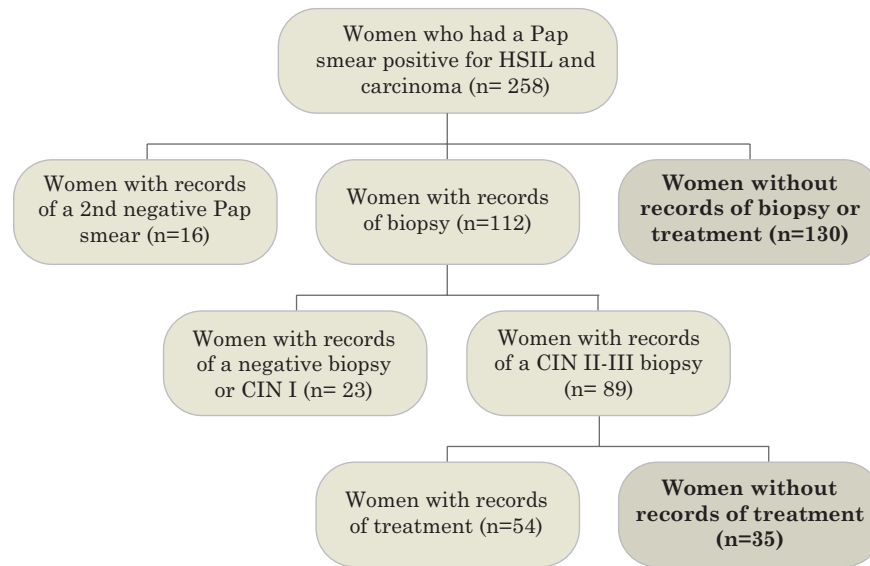 Women who had a Pap
smear positive for HSIL and
carcinoma (n= 258)
Women with records
of a 2nd negative Pap
smear (n=16)
Women with records
of biopsy (n=112)
Women without
records of biopsy or
treatment (n=130)
Women with records
of a negative biopsy
or CIN I (n= 23)
Women with records
of a CIN II-III biopsy
(n= 89)
Women with records
of treatment (n=54)
Women without
records of treatment
(n=35)